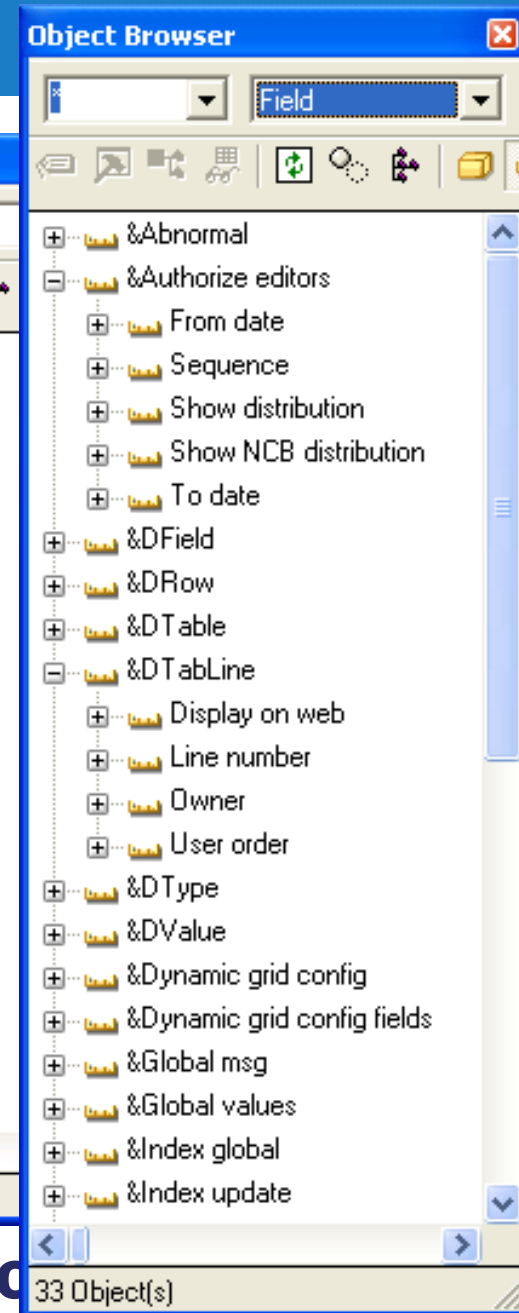 Object Browser
* Field
&Abnormal
&Authorize editors
From date
Sequence
Show distribution
Show NCB distribution
To date
&DField
&DRow
&DTable
&DTabLine
Display on web
Line number
Owner
User order
&DType
&DValue
&Dynamic grid config
&Dynamic grid config fields
&Global msg
&Global values
&Index global
&Index update
33 Object(s)